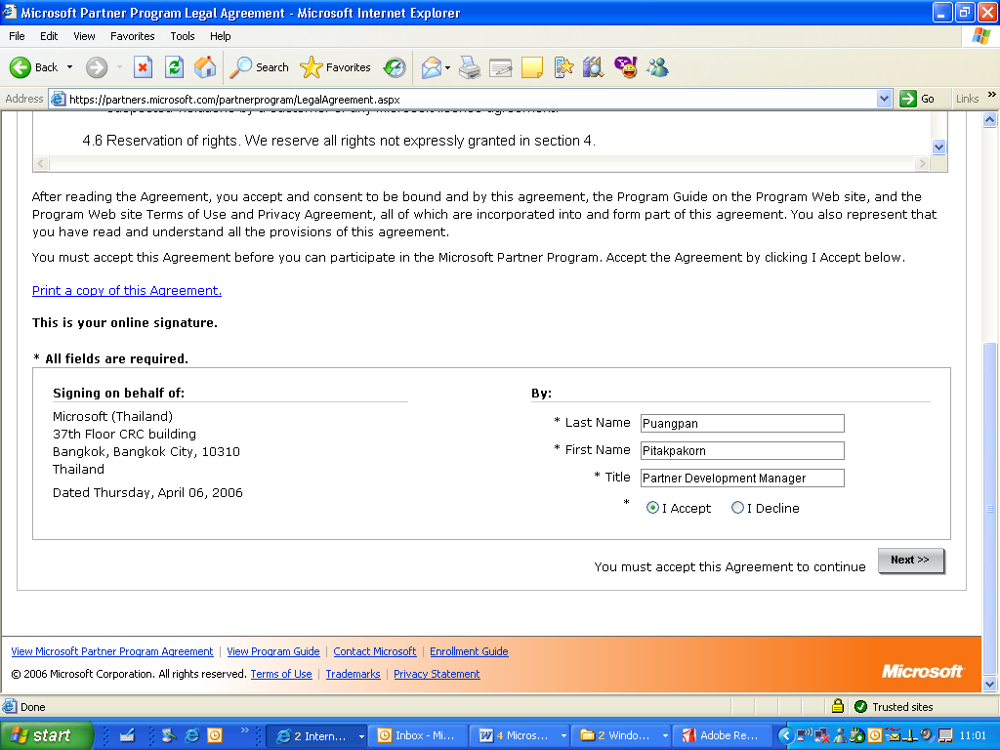 Microsoft Partner Program Legal Agreement - Microsoft Internet Explorer
File Edit View Favorites Tools Help
Back Search Favorites
Address https://partners.microsoft.com/partnerprogram/LegalAgreement.aspx Go Links »
suspected violations by a customer of any Microsoft license agreement.
4.6 Reservation of rights. We reserve all rights not expressly granted in section 4.
After reading the Agreement, you accept and consent to be bound and by this agreement, the Program Guide on the Program Web site, and the
Program Web site Terms of Use and Privacy Agreement, all of which are incorporated into and form part of this agreement. You also represent that
you have read and understand all the provisions of this agreement.
You must accept this Agreement before you can participate in the Microsoft Partner Program. Accept the Agreement by clicking I Accept below.
Print a copy of this Agreement.
This is your online signature.
* All fields are required.
Signing on behalf of:
Microsoft (Thailand)
37th Floor CRC building
Bangkok, Bangkok City, 10310
Thailand
Dated Thursday, April 06, 2006
By:
* Last Name Puangpan
* First Name Pitakpakorn
* Title Partner Development Manager
* I Accept I Decline
You must accept this Agreement to continue Next >>
View Microsoft Partner Program Agreement | View Program Guide | Contact Microsoft | Enrollment Guide
© 2006 Microsoft Corporation. All rights reserved. Terms of Use | Trademarks | Privacy Statement
Microsoft
Done Trusted sites
start » 2 Intern... Inbox - Mi... 4 Micros... 2 Windo... Adobe Re... 11:01